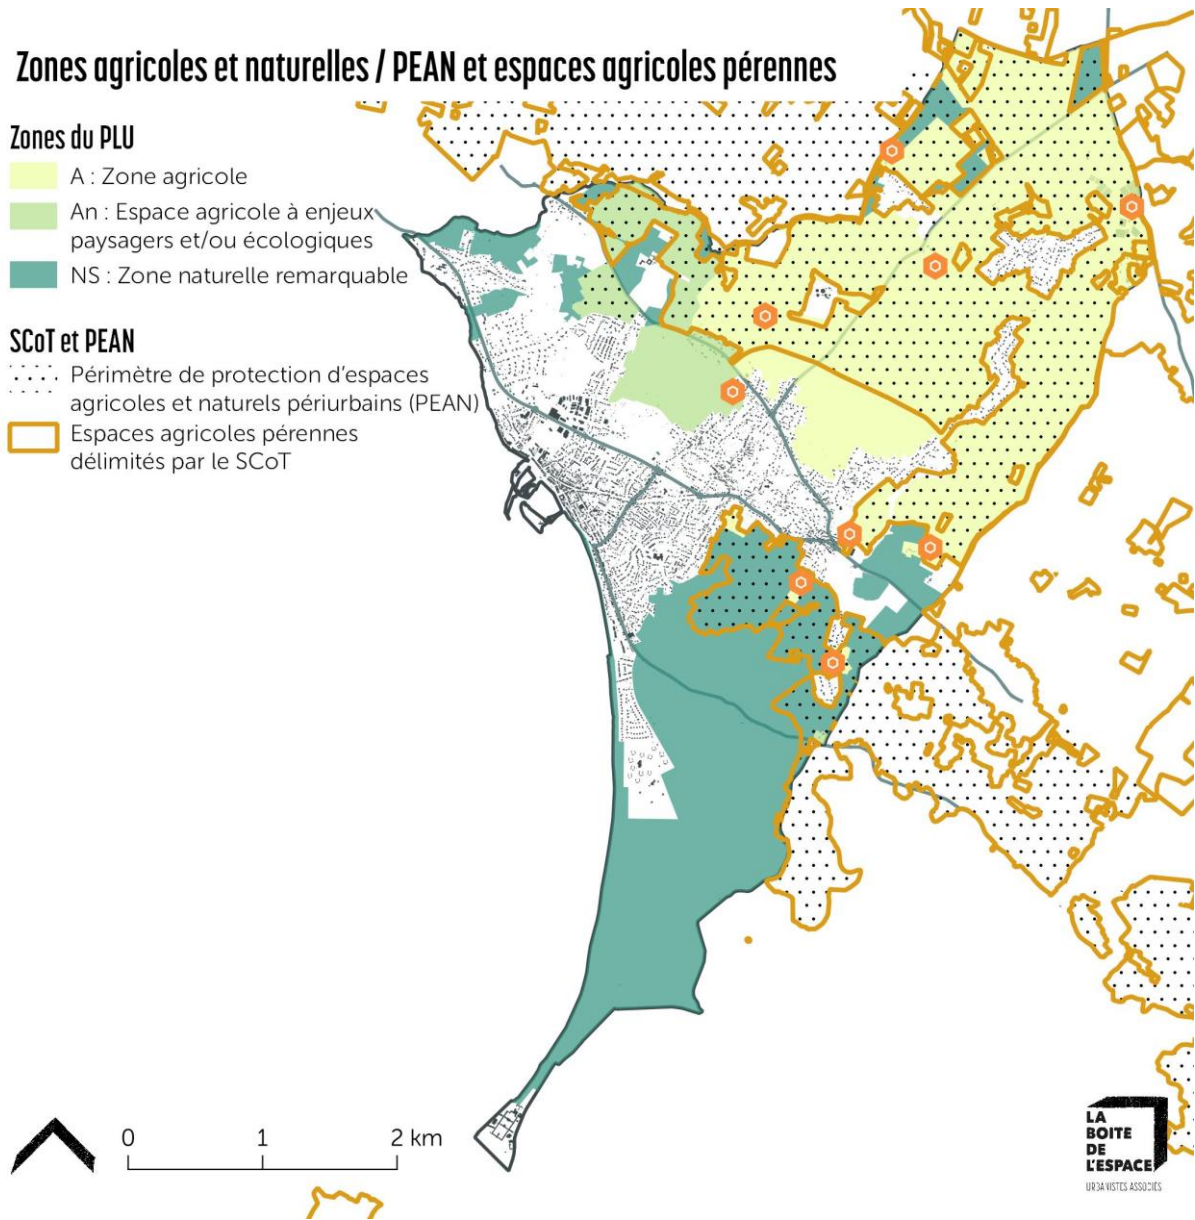 Zones agricoles et naturelles / PEAN et espaces agricoles pérennes
Zones du PLU
A : Zone agricole
An : Espace agricole à enjeux
paysagers et/ou écologiques
NS : Zone naturelle remarquable
SCoT et PEAN
Périmètre de protection d'espaces
agricoles et naturels périurbains (PEAN)
Espaces agricoles pérennes
délimités par le SCoT
0 1 2 km
LA
BOITE
DE
L'ESPACE
URBANISTES ASSOCIÉS